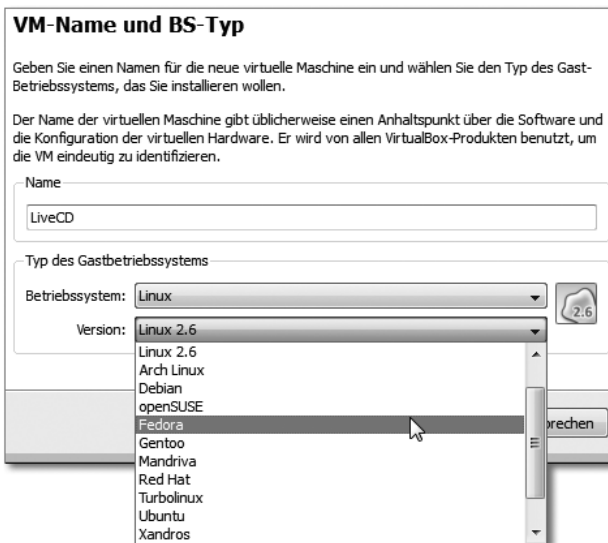 VM-Name und BS-Typ
Geben Sie einen Namen für die neue virtuelle Maschine ein und wählen Sie den Typ des Gast-
Betriebssystems, das Sie installieren wollen.
Der Name der virtuellen Maschine gibt üblicherweise einen Anhaltspunkt über die Software und
die Konfiguration der virtuellen Hardware. Er wird von allen VirtualBox-Produkten benutzt, um
die VM eindeutig zu identifizieren.
Name
LiveCD
Typ des Gastbetriebssystems
Betriebssystem: Linux
2.6
Version: Linux 2.6
Linux 2.6
Arch Linux
Debian
openSUSE
Fedora
brechen
Gentoo
Mandriva
Red Hat
Turbolinux
Ubuntu
Xandros